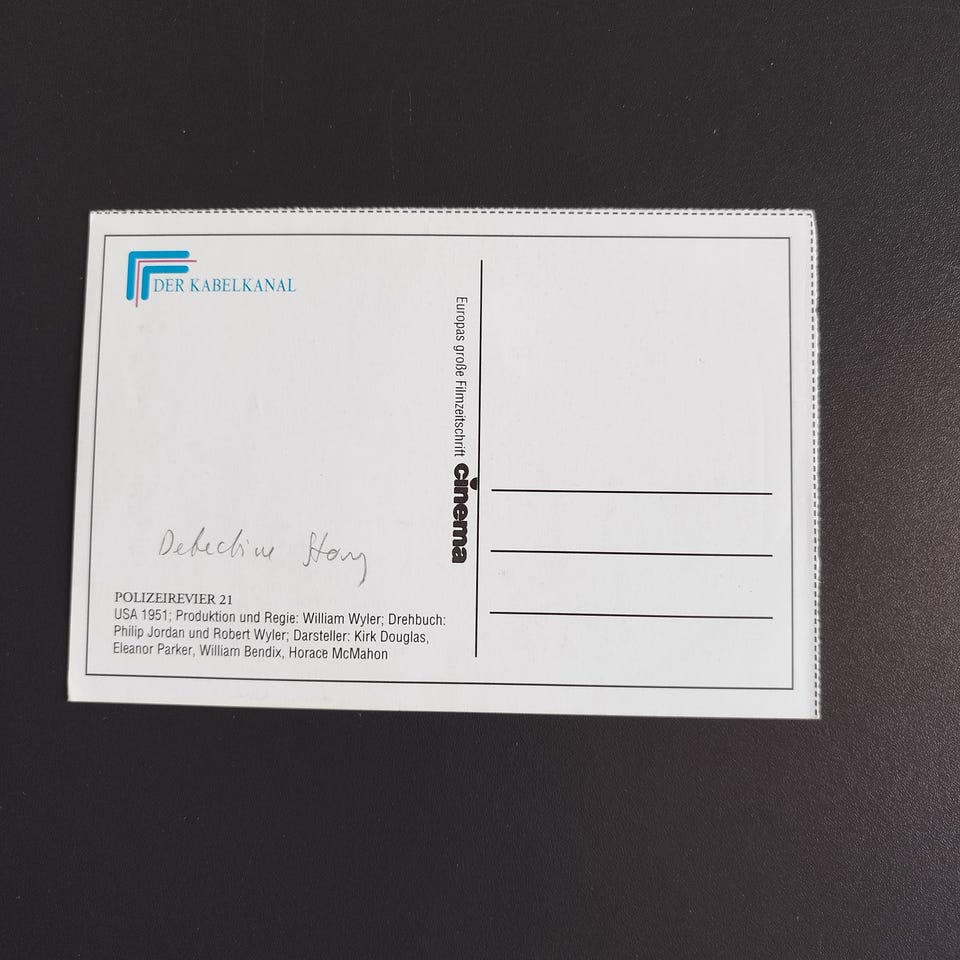 DER KABELKANAL
Europas große Filmzeitschrift cinema
Detective Story
POLIZEIREVIER 21
USA 1951; Produktion und Regie: William Wyler; Drehbuch:
Philip Jordan und Robert Wyler; Darsteller: Kirk Douglas,
Eleanor Parker, William Bendix, Horace McMahon